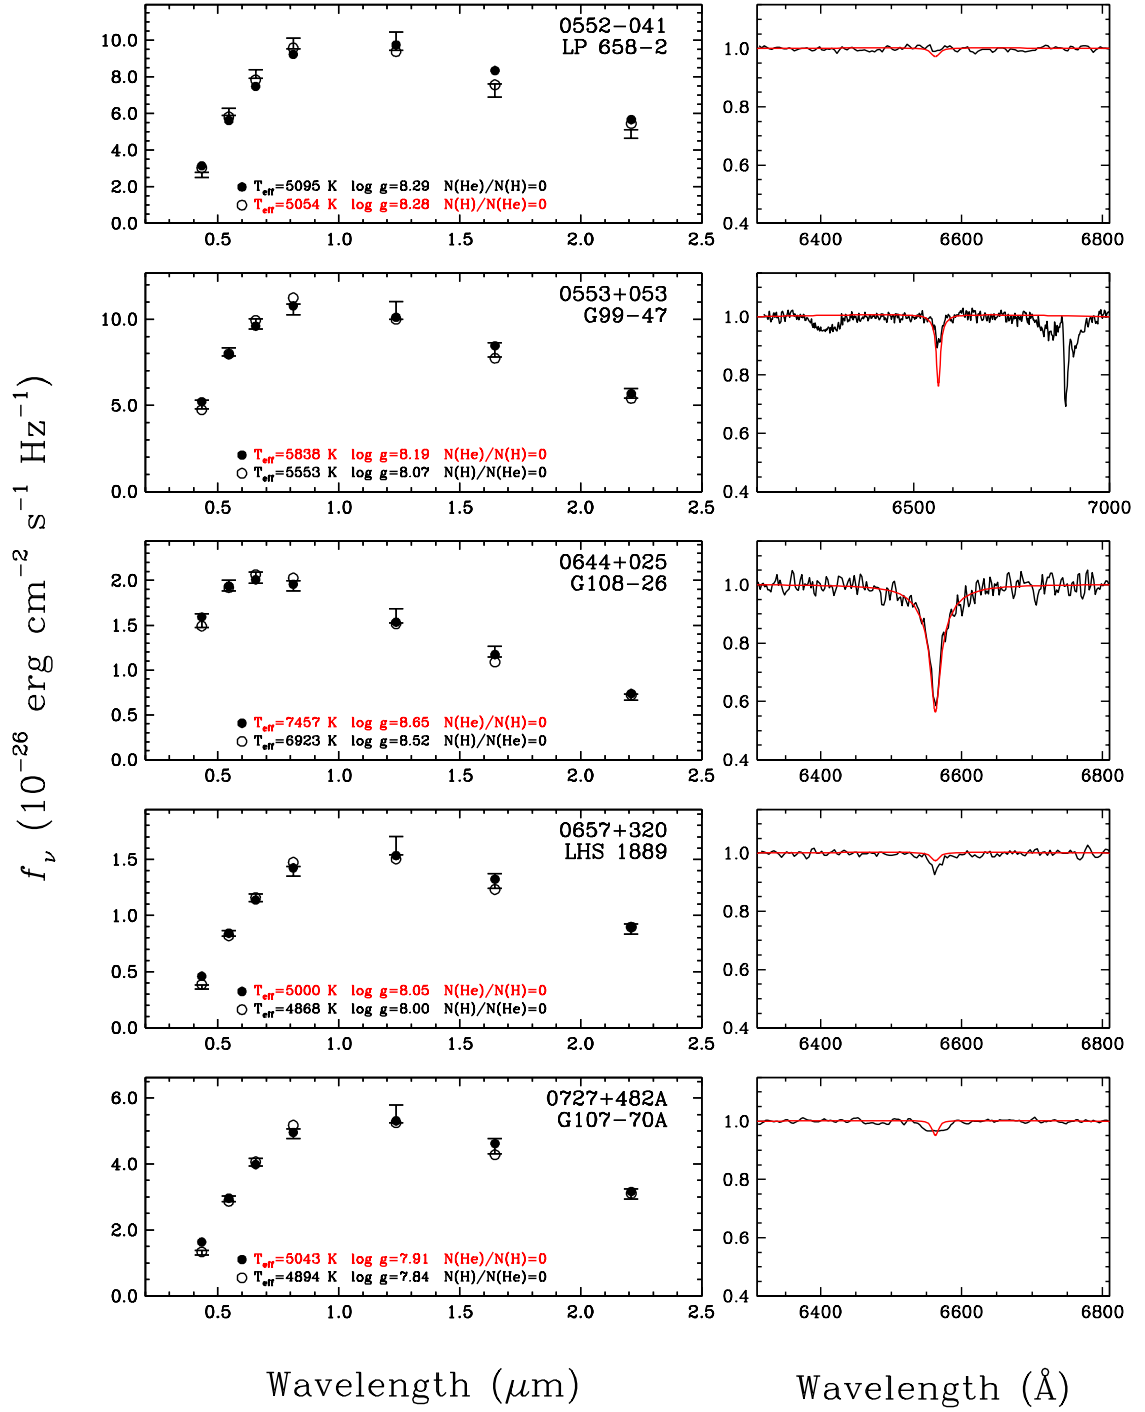 0552−041
LP 658−2
10.0
8.0
6.0
4.0
2.0
0.0
T_eff=5095 K log g=8.29 N(He)/N(H)=0
T_eff=5054 K log g=8.28 N(H)/N(He)=0
0.5 1.0 1.5 2.0 2.5
1.0
0.8
0.6
0.4
6400 6600 6800
0553+053
G99−47
10.0
5.0
0.0
T_eff=5838 K log g=8.19 N(He)/N(H)=0
T_eff=5553 K log g=8.07 N(H)/N(He)=0
0.5 1.0 1.5 2.0 2.5
1.0
0.8
0.6
0.4
6500 7000
0644+025
G108−26
2.0
1.5
1.0
0.5
0.0
T_eff=7457 K log g=8.65 N(He)/N(H)=0
T_eff=6923 K log g=8.52 N(H)/N(He)=0
0.5 1.0 1.5 2.0 2.5
1.0
0.8
0.6
0.4
6400 6600 6800
0657+320
LHS 1889
1.5
1.0
0.5
0.0
T_eff=5000 K log g=8.05 N(He)/N(H)=0
T_eff=4868 K log g=8.00 N(H)/N(He)=0
0.5 1.0 1.5 2.0 2.5
1.0
0.8
0.6
0.4
6400 6600 6800
0727+482A
G107−70A
6.0
4.0
2.0
0.0
T_eff=5043 K log g=7.91 N(He)/N(H)=0
T_eff=4894 K log g=7.84 N(H)/N(He)=0
0.5 1.0 1.5 2.0 2.5
1.0
0.8
0.6
0.4
6400 6600 6800
f_ν (10⁻²⁶ erg cm⁻² s⁻¹ Hz⁻¹)
Wavelength (μm)
Wavelength (Å)